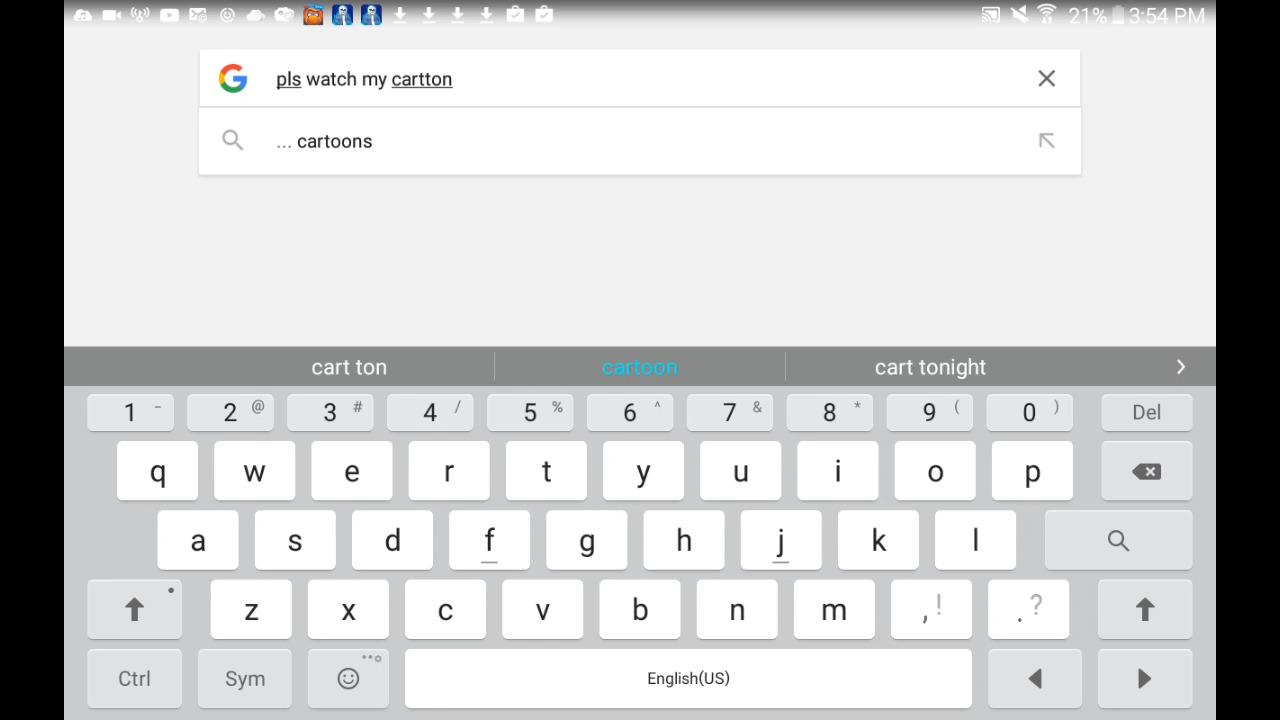 21% 3:54 PM
pls watch my cartton
... cartoons
cart ton cartoon cart tonight
1 - 2 @ 3 # 4 / 5 % 6 ^ 7 & 8 * 9 ( 0 ) Del
q w e r t y u i o p
a s d f g h j k l
z x c v b n m , ! . ?
Ctrl Sym English(US)